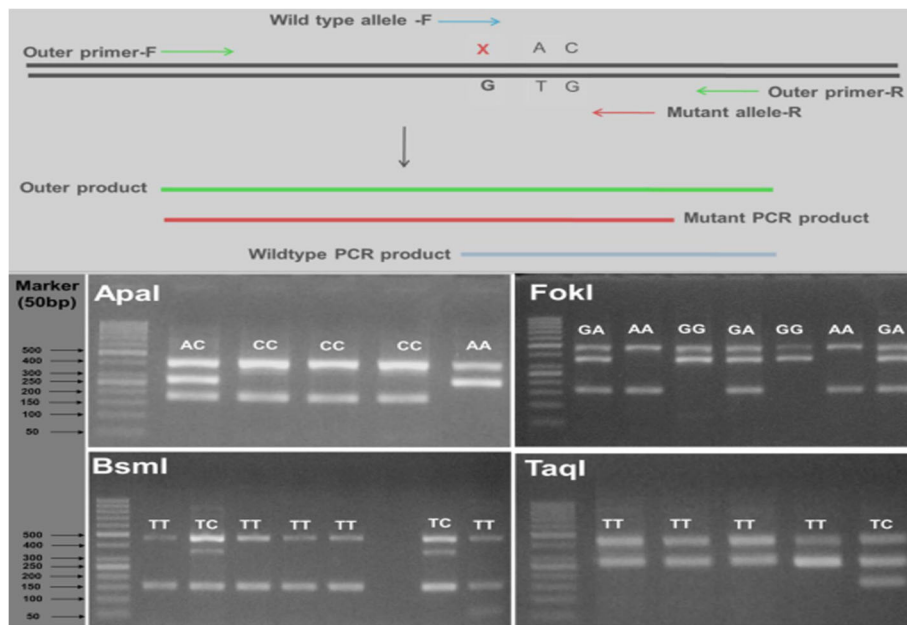 Wild type allele -F
Outer primer-F
X A C
G T G
Outer primer-R
Mutant allele-R
Outer product
Mutant PCR product
Wildtype PCR product
Marker
(50bp)
500
400
300
250
200
150
100
50
ApaI
AC CC CC CC AA
FokI
GA AA GG GA GG AA GA
500
400
300
250
200
150
100
50
BsmI
TT TC TT TT TT TC TT
TaqI
TT TT TT TT TC